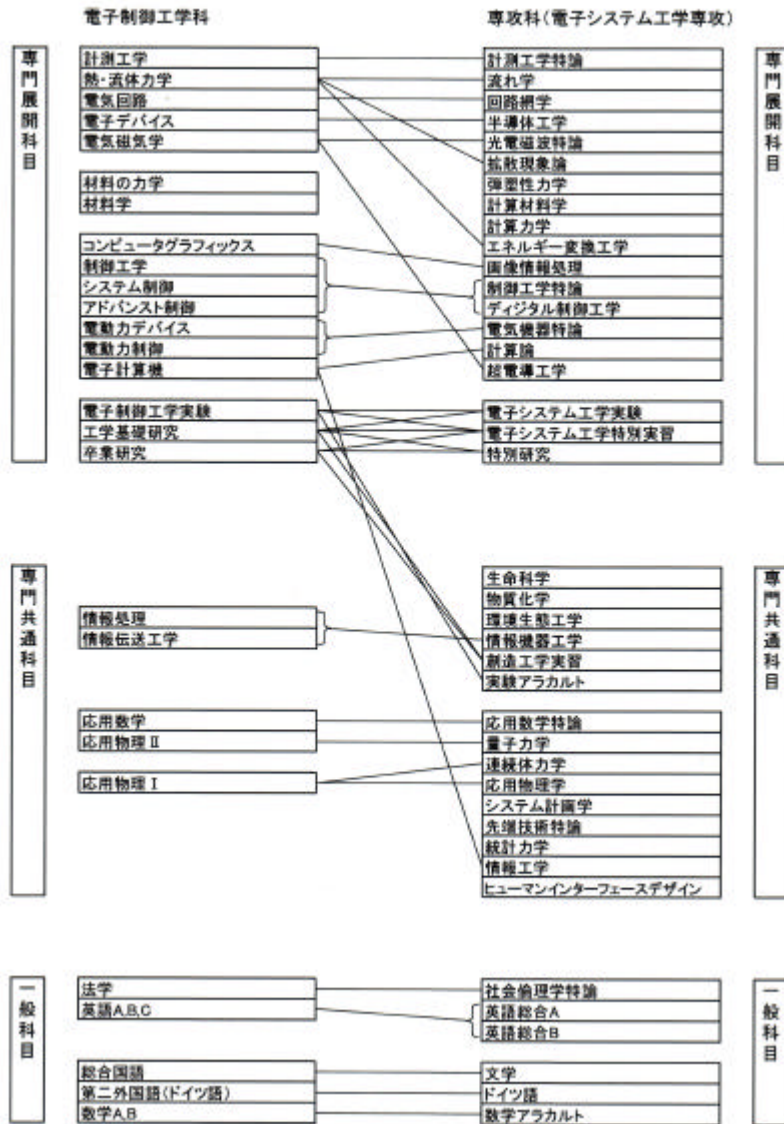 電子制御工学科
専攻科(電子システム工学専攻)
専門展開科目
計測工学
熱・流体力学
電気回路
電子デバイス
電気磁気学
材料の力学
材料学
コンピュータグラフィックス
制御工学
システム制御
アドバンスト制御
電動力デバイス
電動力制御
電子計算機
電子制御工学実験
工学基礎研究
卒業研究
計測工学特論
流れ学
回路網学
半導体工学
光電磁波特論
拡散現象論
弾塑性力学
計算材料学
計算力学
エネルギー変換工学
画像情報処理
制御工学特論
ディジタル制御工学
電気機器特論
計算論
超電導工学
電子システム工学実験
電子システム工学特別実習
特別研究
専門展開科目
専門共通科目
情報処理
情報伝送工学
応用数学
応用物理Ⅱ
応用物理Ⅰ
生命科学
物質化学
環境生態工学
情報機器工学
創造工学実習
実験アラカルト
応用数学特論
量子力学
連続体力学
応用物理学
システム計画学
先端技術特論
統計力学
情報工学
ヒューマンインターフェースデザイン
専門共通科目
一般科目
法学
英語A,B,C
総合国語
第二外国語(ドイツ語)
数学A,B
社会倫理学特論
英語総合A
英語総合B
文学
ドイツ語
数学アラカルト
一般科目